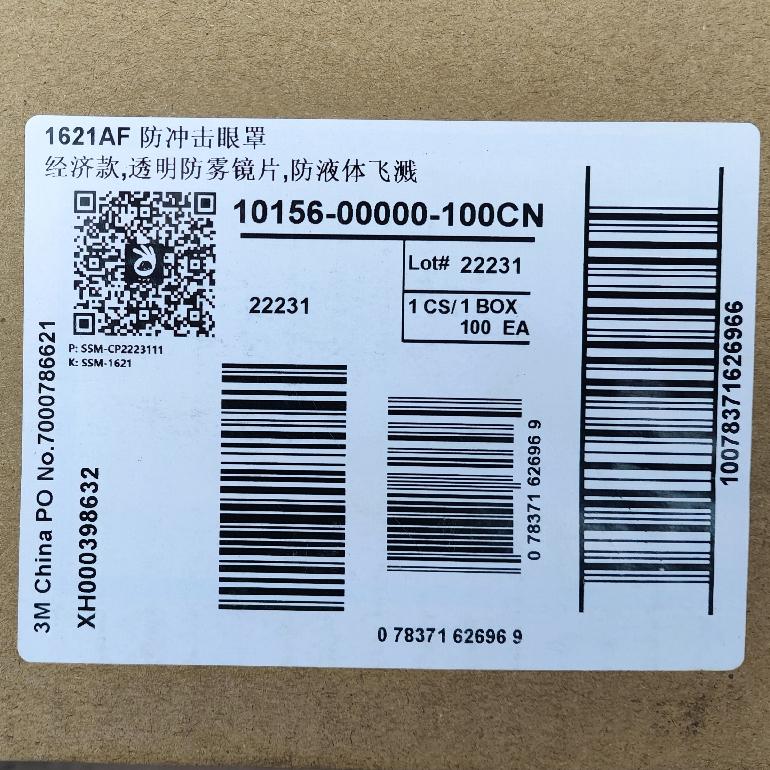 1621AF 防冲击眼罩
经济款,透明防雾镜片,防液体飞溅
10156-00000-100CN
Lot# 22231
22231
1 CS/ 1 BOX
100 EA
P: SSM-CP2223111
K: SSM-1621
3M China PO No.7000786621
XH000398632
0 78371 62696 9
0 78371 62696 9
10078371626966